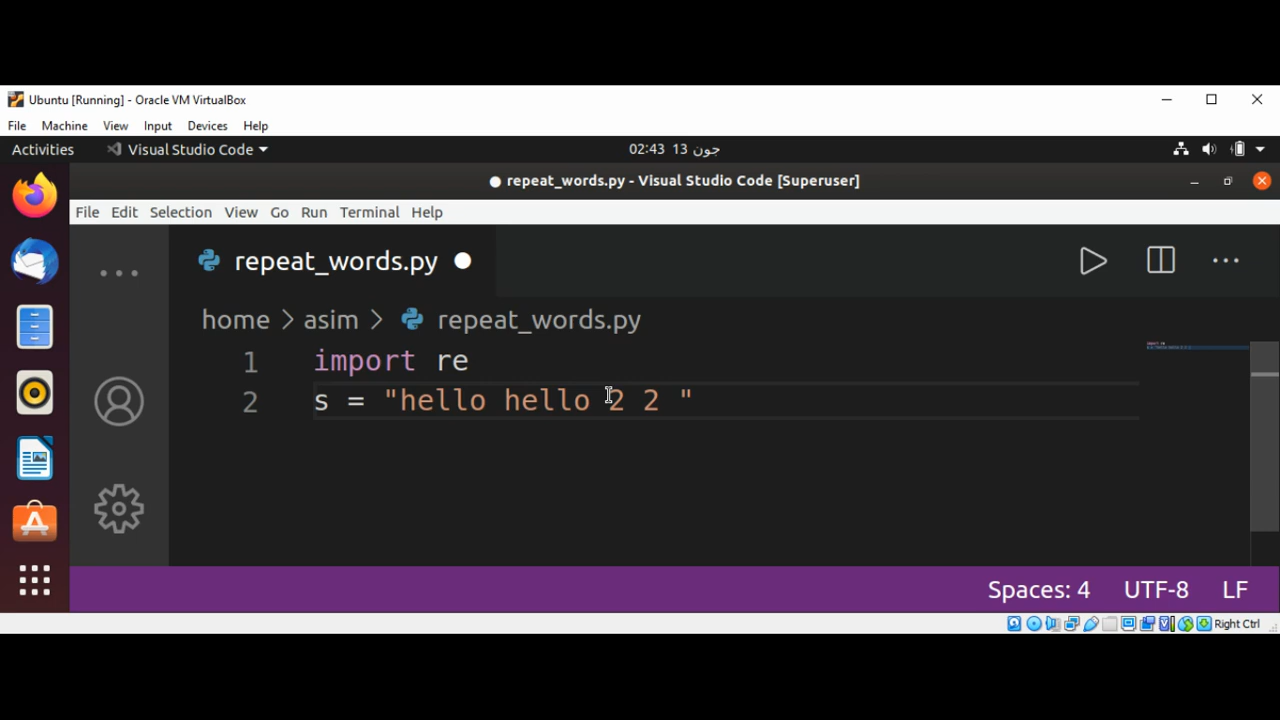 Ubuntu [Running] - Oracle VM VirtualBox
File Machine View Input Devices Help
Activities Visual Studio Code 02:43 13 جون
● repeat_words.py - Visual Studio Code [Superuser]
File Edit Selection View Go Run Terminal Help
repeat_words.py
home > asim > repeat_words.py
1 import re
2 s = "hello hello 2 2 "
Spaces: 4 UTF-8 LF
Right Ctrl